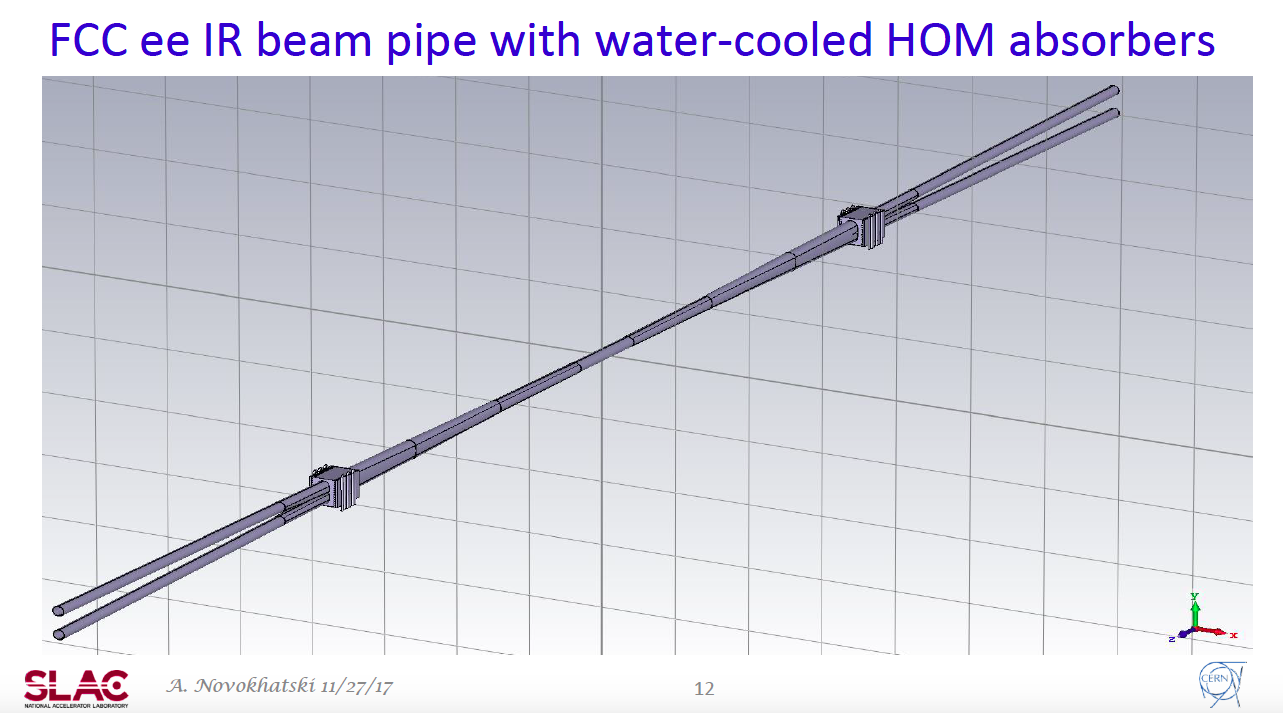 FCC ee IR beam pipe with water-cooled HOM absorbers
y
x
z
SLAC
NATIONAL ACCELERATOR LABORATORY
A. Novokhatski 11/27/17
12
CERN